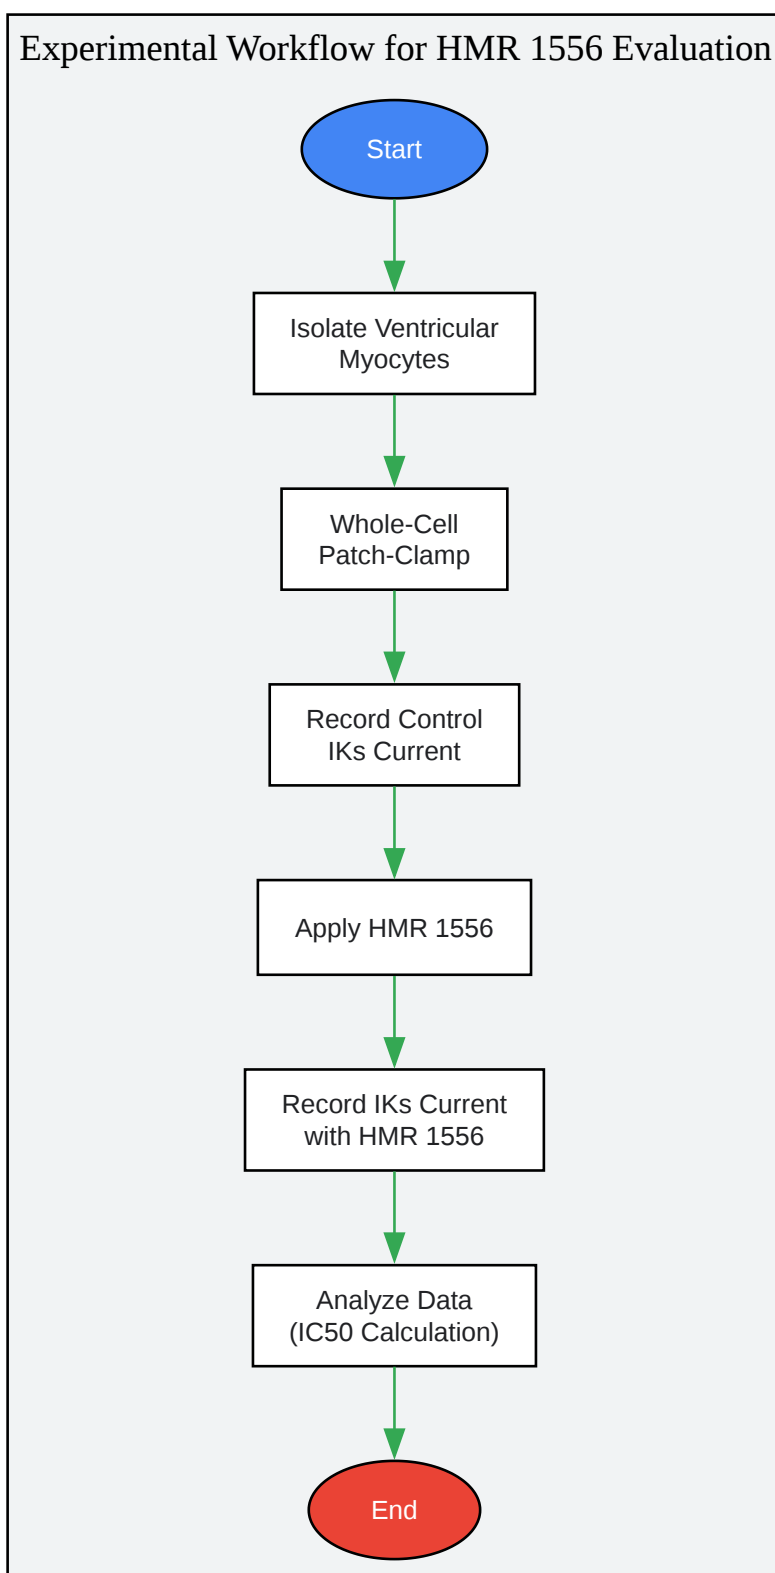 Experimental Workflow for HMR 1556 Evaluation
Start
Isolate Ventricular
Myocytes
Whole-Cell
Patch-Clamp
Record Control
IKs Current
Apply HMR 1556
Record IKs Current
with HMR 1556
Analyze Data
(IC50 Calculation)
End